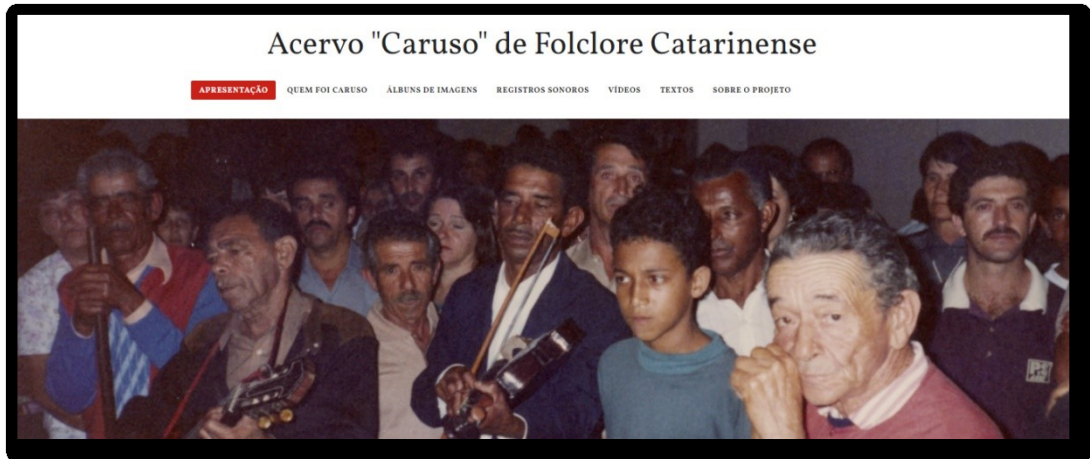 Acervo "Caruso" de Folclore Catarinense
APRESENTAÇÃO QUEM FOI CARUSO ÁLBUNS DE IMAGENS REGISTROS SONOROS VÍDEOS TEXTOS SOBRE O PROJETO